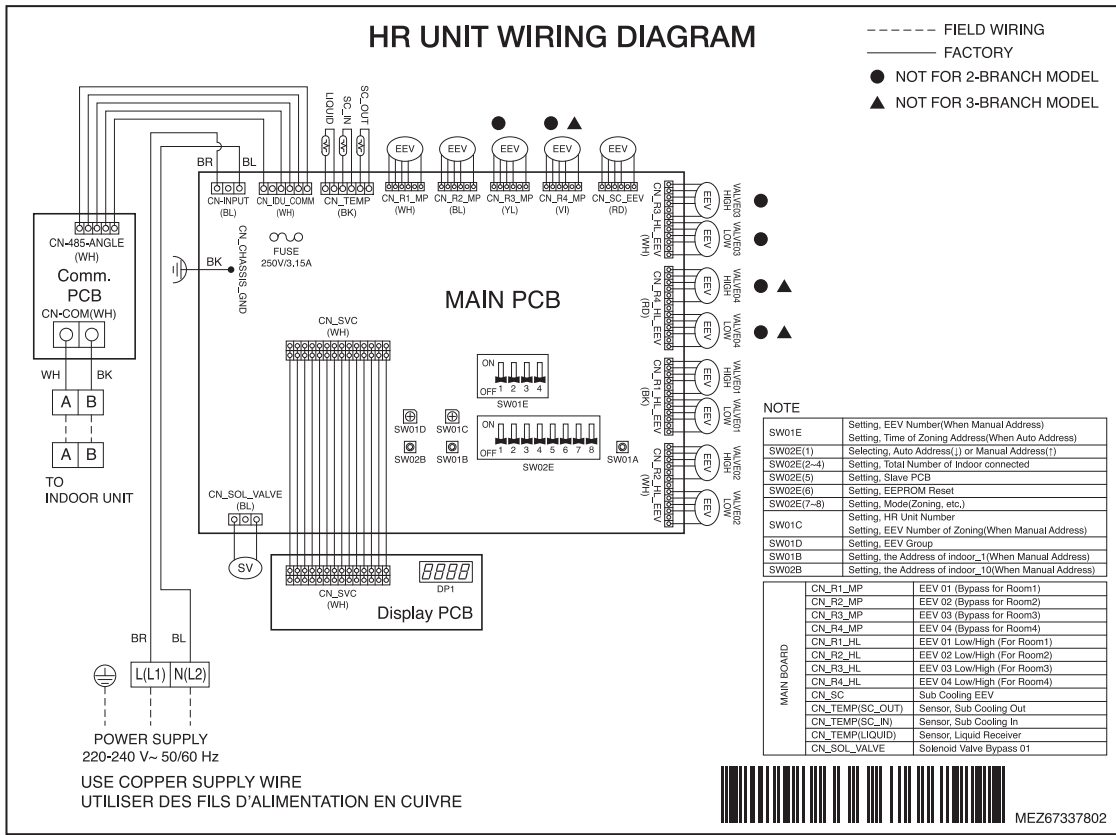 HR UNIT WIRING DIAGRAM
FIELD WIRING
FACTORY
NOT FOR 2-BRANCH MODEL
NOT FOR 3-BRANCH MODEL
LIQUID
SC_IN
SC_OUT
EEV
EEV
EEV
EEV
EEV
BR
BL
CN-INPUT
(BL)
CN_IDU_COMM
(WH)
CN_TEMP
(BK)
CN_R1_MP
(WH)
CN_R2_MP
(BL)
CN_R3_MP
(YL)
CN_R4_MP
(VI)
CN_SC_EEV
(RD)
CN-485-ANGLE
(WH)
Comm.
PCB
CN-COM(WH)
WH
BK
A B
A B
TO
INDOOR UNIT
BK
CN_CHASSIS_GND
FUSE
250V/3.15A
MAIN PCB
CN_SVC
(WH)
ON
OFF
1 2 3 4
SW01E
ON
OFF
1 2 3 4 5 6 7 8
SW02E
SW01D
SW01C
SW02B
SW01B
SW01A
CN_R3_HL_EEV
(WH)
EEV
HIGH
VALVE03
EEV
LOW
VALVE03
CN_R4_HL_EEV
(RD)
EEV
HIGH
VALVE04
EEV
LOW
VALVE04
CN_R1_HL_EEV
(BK)
EEV
HIGH
VALVE01
EEV
LOW
VALVE01
CN_R2_HL_EEV
(WH)
EEV
HIGH
VALVE02
EEV
LOW
VALVE02
CN_SOL_VALVE
(BL)
SV
CN_SVC
(WH)
DP1
Display PCB
BR
BL
L(L1) N(L2)
POWER SUPPLY
220-240 V~ 50/60 Hz
USE COPPER SUPPLY WIRE
UTILISER DES FILS D'ALIMENTATION EN CUIVRE
NOTE
SW01E Setting, EEV Number(When Manual Address)
Setting, Time of Zoning Address(When Auto Address)
SW02E(1) Selecting, Auto Address(↓) or Manual Address(↑)
SW02E(2~4) Setting, Total Number of Indoor connected
SW02E(5) Setting, Slave PCB
SW02E(6) Setting, EEPROM Reset
SW02E(7~8) Setting, Mode(Zoning, etc,)
SW01C Setting, HR Unit Number
Setting, EEV Number of Zoning(When Manual Address)
SW01D Setting, EEV Group
SW01B Setting, the Address of indoor_1(When Manual Address)
SW02B Setting, the Address of indoor_10(When Manual Address)
MAIN BOARD
CN_R1_MP EEV 01 (Bypass for Room1)
CN_R2_MP EEV 02 (Bypass for Room2)
CN_R3_MP EEV 03 (Bypass for Room3)
CN_R4_MP EEV 04 (Bypass for Room4)
CN_R1_HL EEV 01 Low/High (For Room1)
CN_R2_HL EEV 02 Low/High (For Room2)
CN_R3_HL EEV 03 Low/High (For Room3)
CN_R4_HL EEV 04 Low/High (For Room4)
CN_SC Sub Cooling EEV
CN_TEMP(SC_OUT) Sensor, Sub Cooling Out
CN_TEMP(SC_IN) Sensor, Sub Cooling In
CN_TEMP(LIQUID) Sensor, Liquid Receiver
CN_SOL_VALVE Solenoid Valve Bypass 01
MEZ67337802